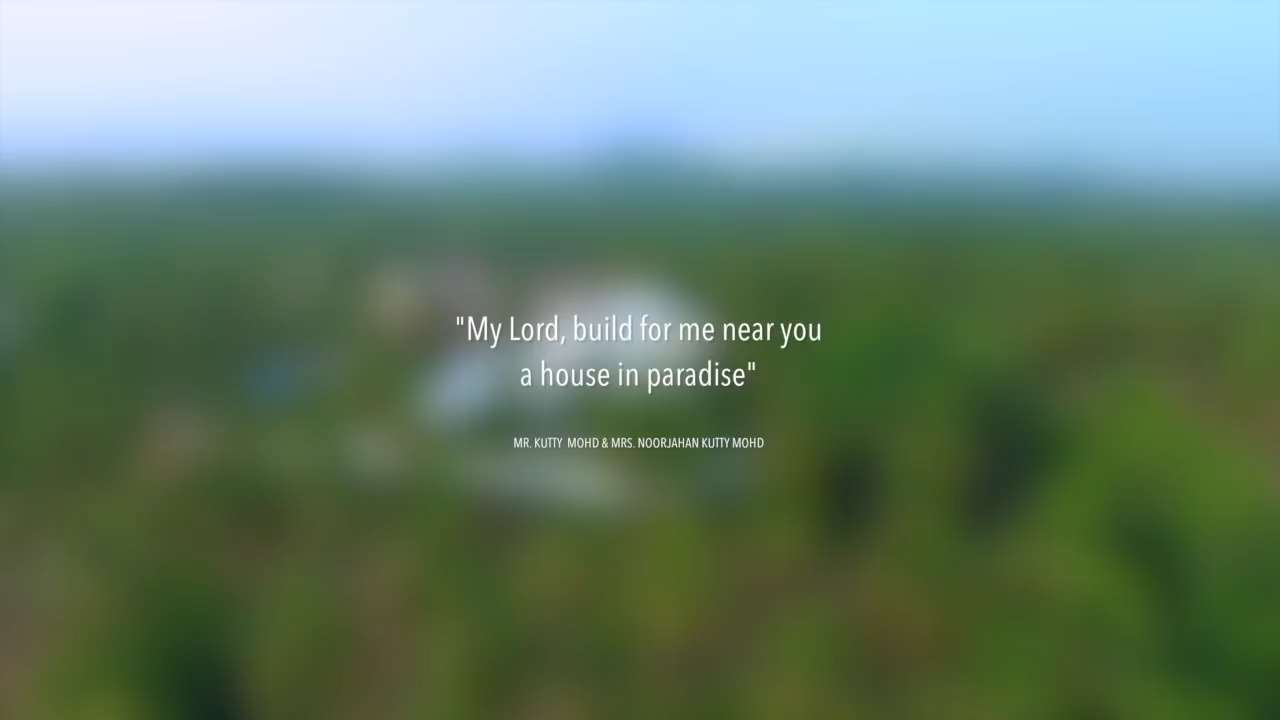 "My Lord, build for me near you
a house in paradise"
MR. KUTTY  MOHD & MRS. NOORJAHAN KUTTY MOHD